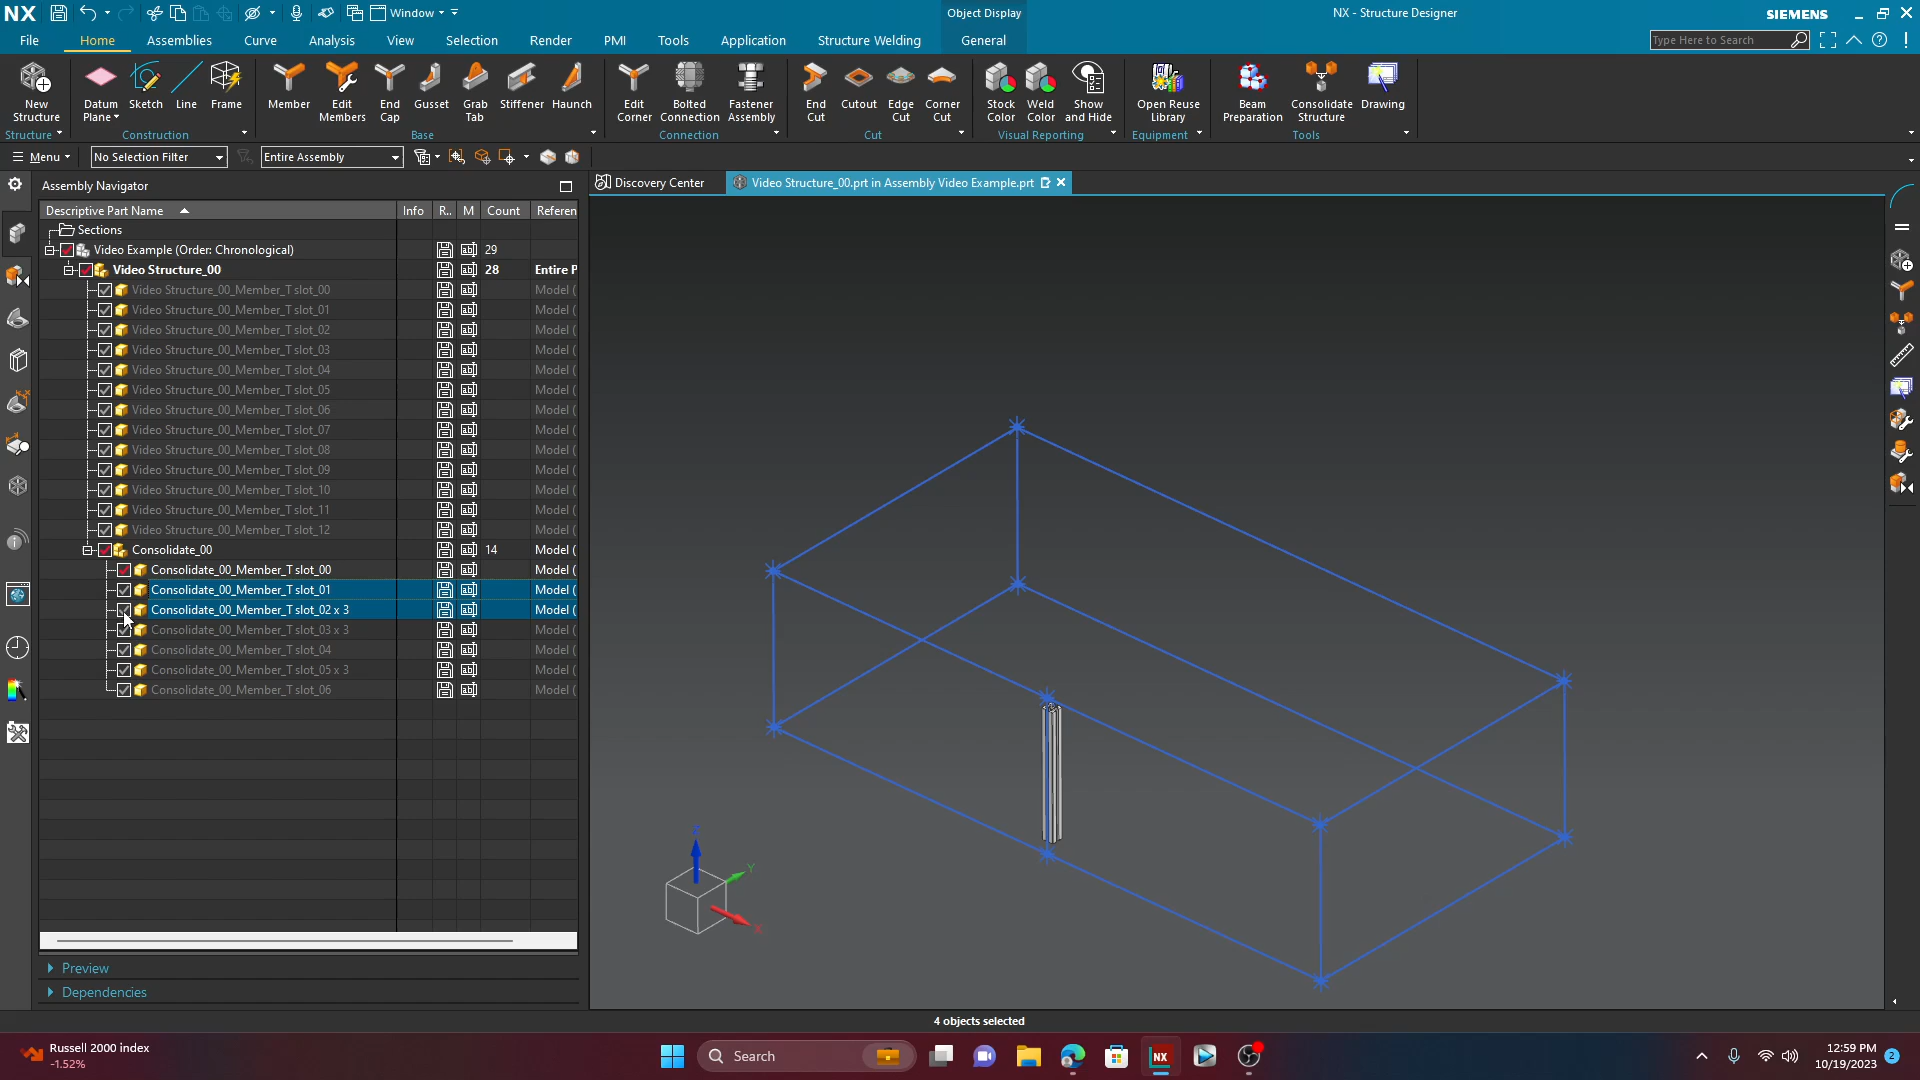 NX
Window
Object Display
NX - Structure Designer
SIEMENS
File
Home
Assemblies
Curve
Analysis
View
Selection
Render
PMI
Tools
Application
Structure Welding
General
Type Here to Search
New Structure
Datum Plane
Sketch
Line
Frame
Member
Edit Members
End Cap
Gusset
Grab Tab
Stiffener
Haunch
Edit Corner
Bolted Connection
Fastener Assembly
End Cut
Cutout
Edge Cut
Corner Cut
Stock Color
Weld Color
Show and Hide
Open Reuse Library
Beam Preparation
Consolidate Structure
Drawing
Structure
Construction
Base
Connection
Cut
Visual Reporting
Equipment
Tools
Menu
No Selection Filter
Entire Assembly
Assembly Navigator
Discovery Center
Video Structure_00.prt in Assembly Video Example.prt
Descriptive Part Name Info R.. M Count Referen
Sections
Video Example (Order: Chronological) 29
Video Structure_00 28 Entire P
Video Structure_00_Member_T slot_00 Model (
Video Structure_00_Member_T slot_01 Model (
Video Structure_00_Member_T slot_02 Model (
Video Structure_00_Member_T slot_03 Model (
Video Structure_00_Member_T slot_04 Model (
Video Structure_00_Member_T slot_05 Model (
Video Structure_00_Member_T slot_06 Model (
Video Structure_00_Member_T slot_07 Model (
Video Structure_00_Member_T slot_08 Model (
Video Structure_00_Member_T slot_09 Model (
Video Structure_00_Member_T slot_10 Model (
Video Structure_00_Member_T slot_11 Model (
Video Structure_00_Member_T slot_12 Model (
Consolidate_00 14 Model (
Consolidate_00_Member_T slot_00 Model (
Consolidate_00_Member_T slot_01 Model (
Consolidate_00_Member_T slot_02 x 3 Model (
Consolidate_00_Member_T slot_03 x 3 Model (
Consolidate_00_Member_T slot_04 Model (
Consolidate_00_Member_T slot_05 x 3 Model (
Consolidate_00_Member_T slot_06 Model (
Z
Y
X
Preview
Dependencies
4 objects selected
Russell 2000 index
-1.52%
Search
NX
12:59 PM
10/19/2023
2